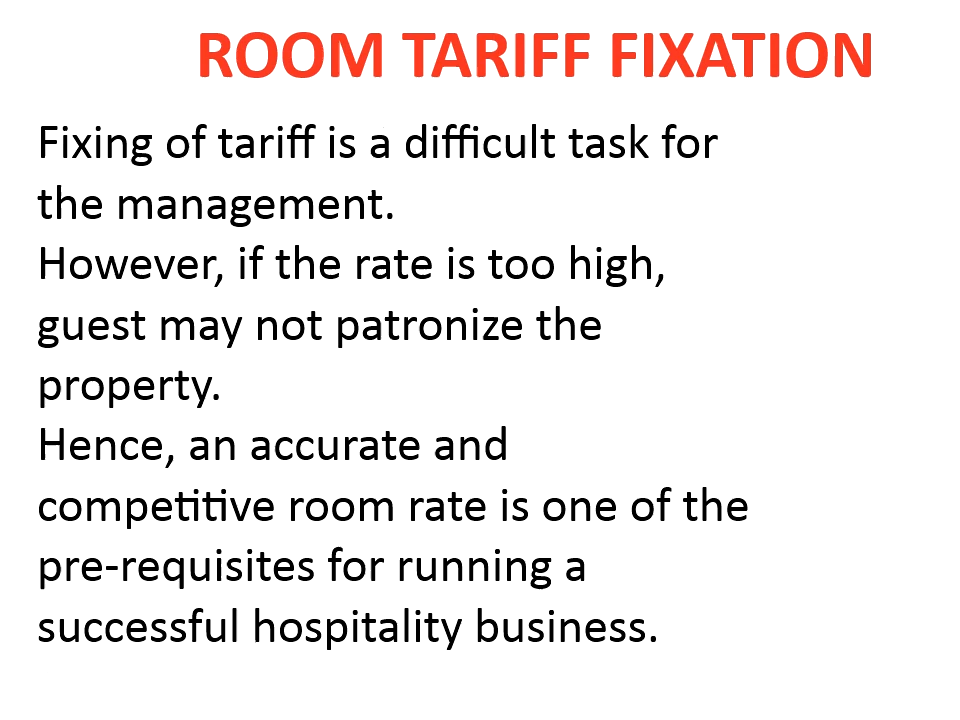 ROOM TARIFF FIXATION
Fixing of tariff is a difficult task for
the management.
However, if the rate is too high,
guest may not patronize the
property.
Hence, an accurate and
competitive room rate is one of the
pre-requisites for running a
successful hospitality business.